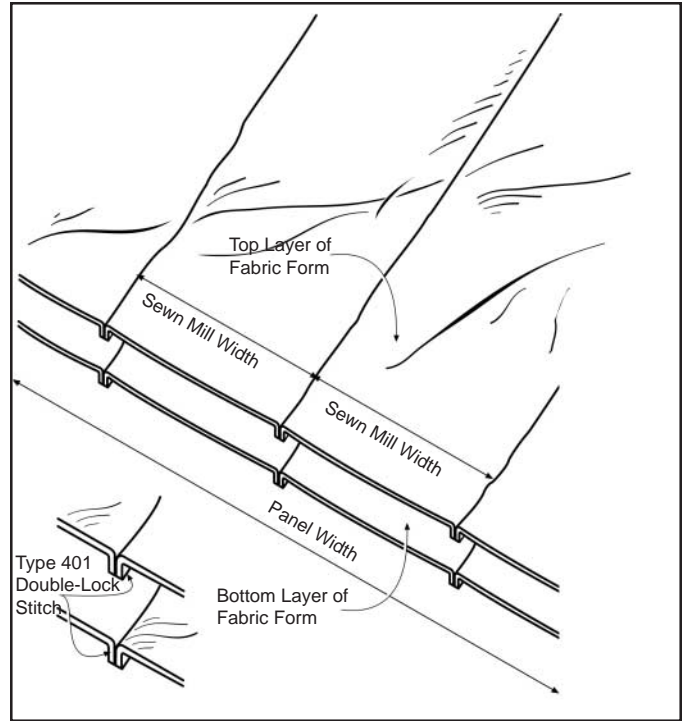 Top Layer of
Fabric Form
Sewn Mill Width
Sewn Mill Width
Panel Width
Type 401
Double-Lock
Stitch
Bottom Layer of
Fabric Form